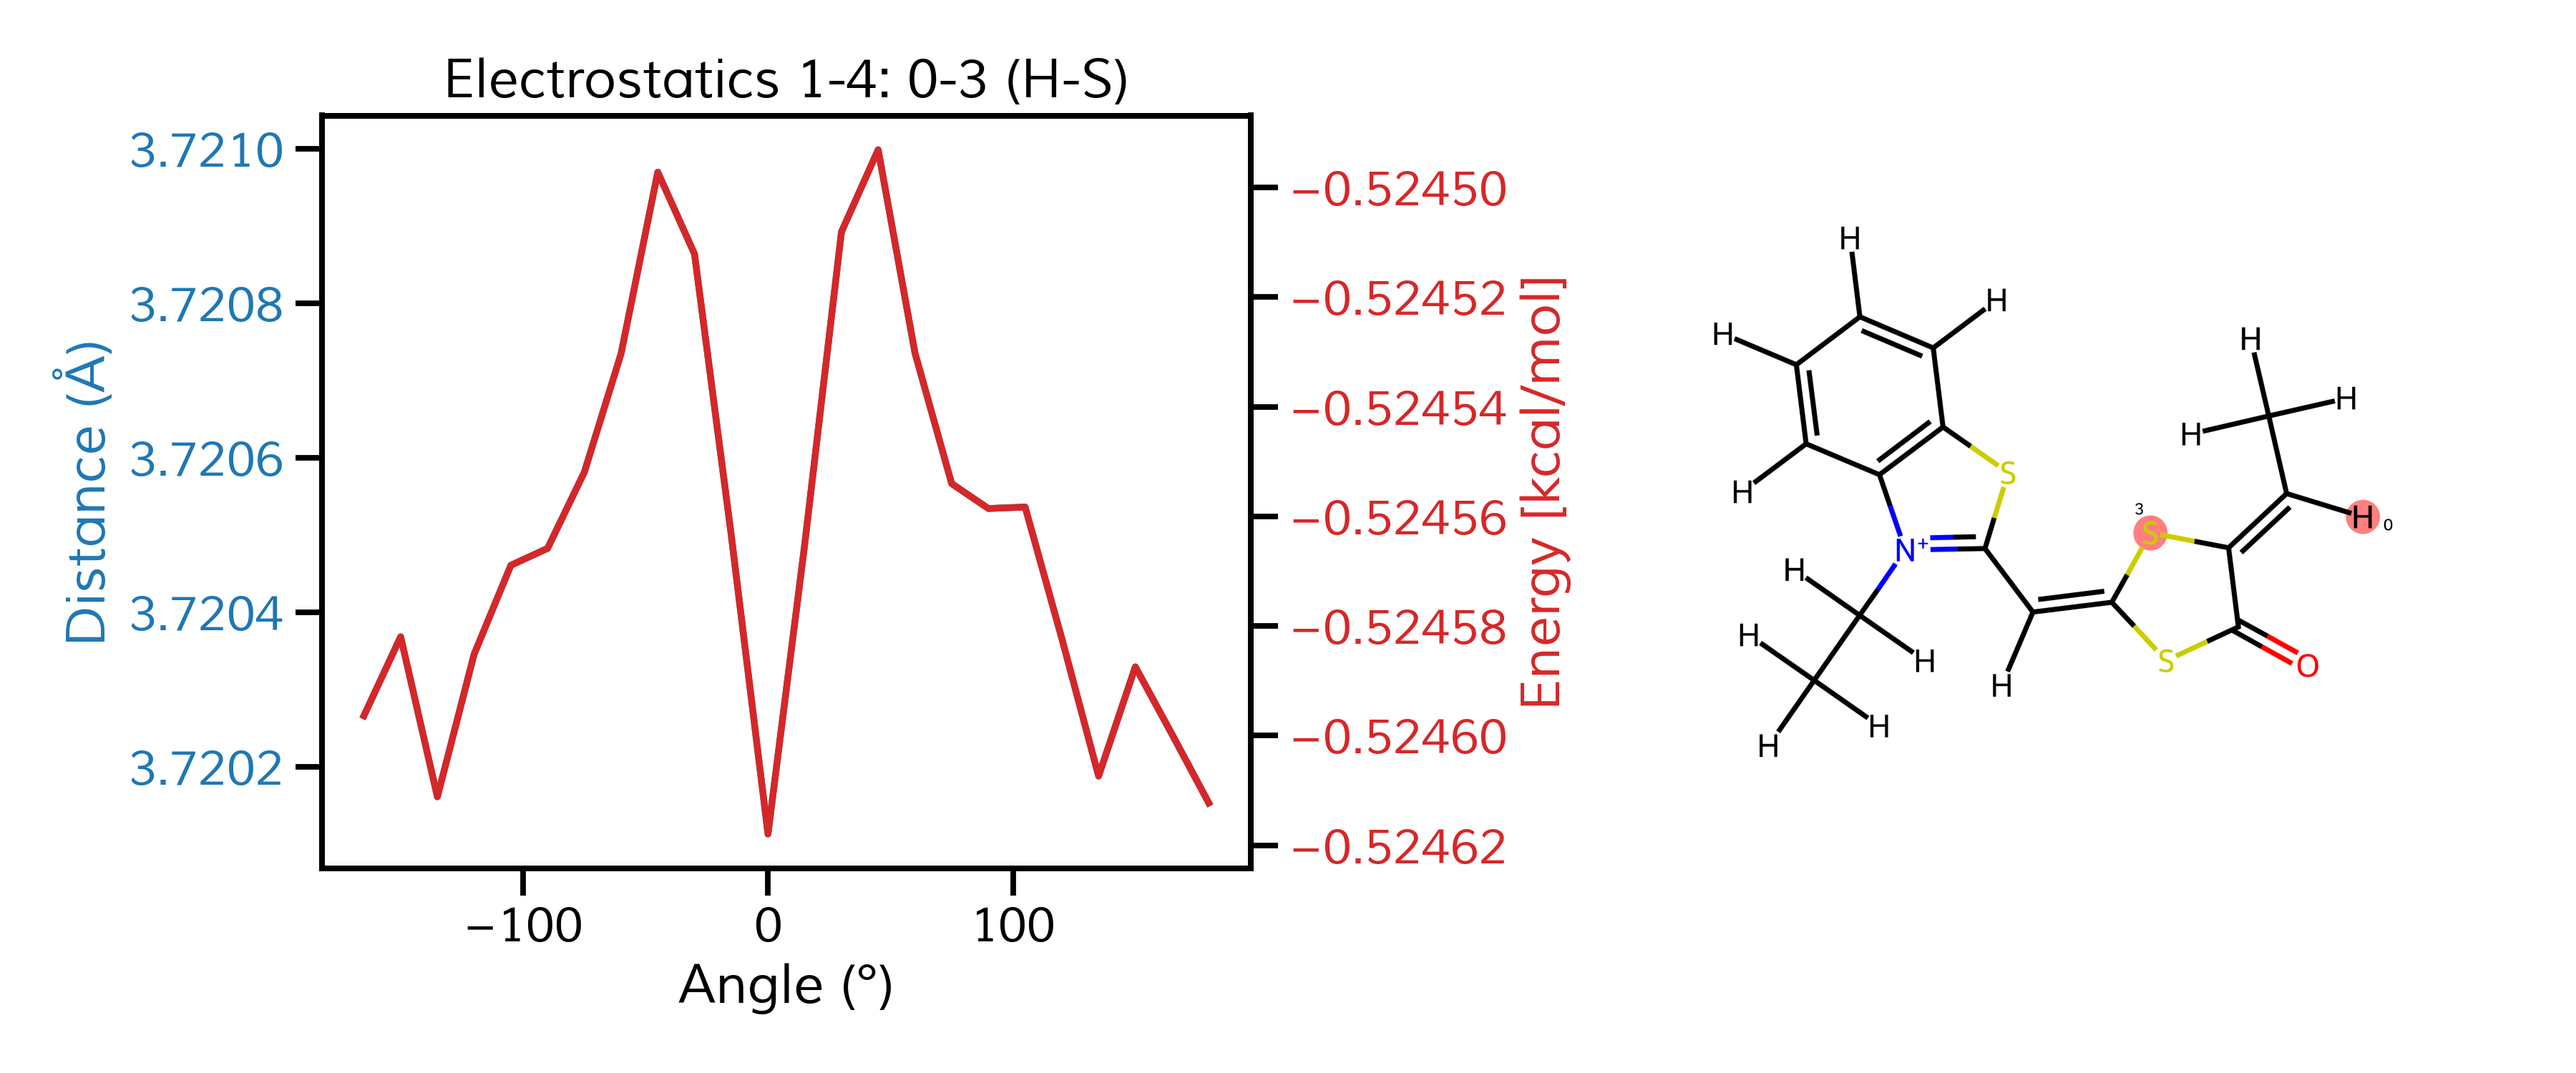 Electrostatics 1-4: 0-3 (H-S)
Distance (Å)
3.7210
3.7208
3.7206
3.7204
3.7202
−0.52450
−0.52452
−0.52454
−0.52456
−0.52458
−0.52460
−0.52462
Energy [kcal/mol]
−100 0 100
Angle (°)
H
H
H
H
H
H
H
S
3
S
H 0
H
N+
H
H
H
S
O
H
H
H